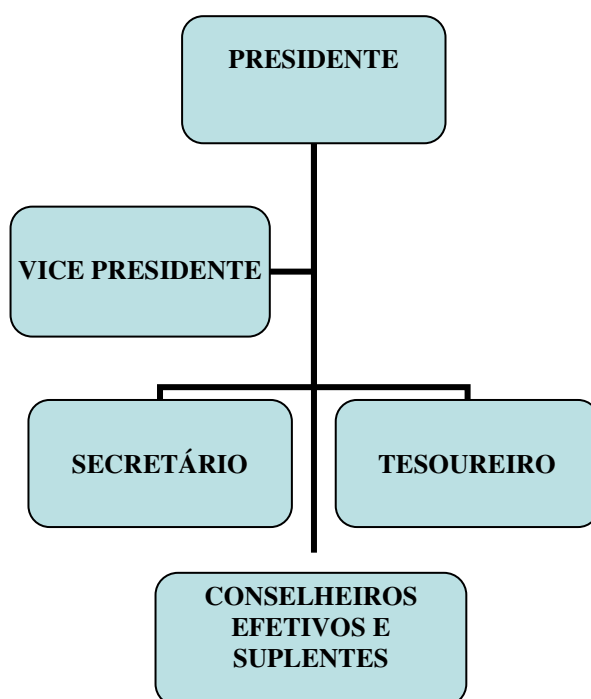 PRESIDENTE
VICE PRESIDENTE
SECRETÁRIO
TESOUREIRO
CONSELHEIROS
EFETIVOS E
SUPLENTES